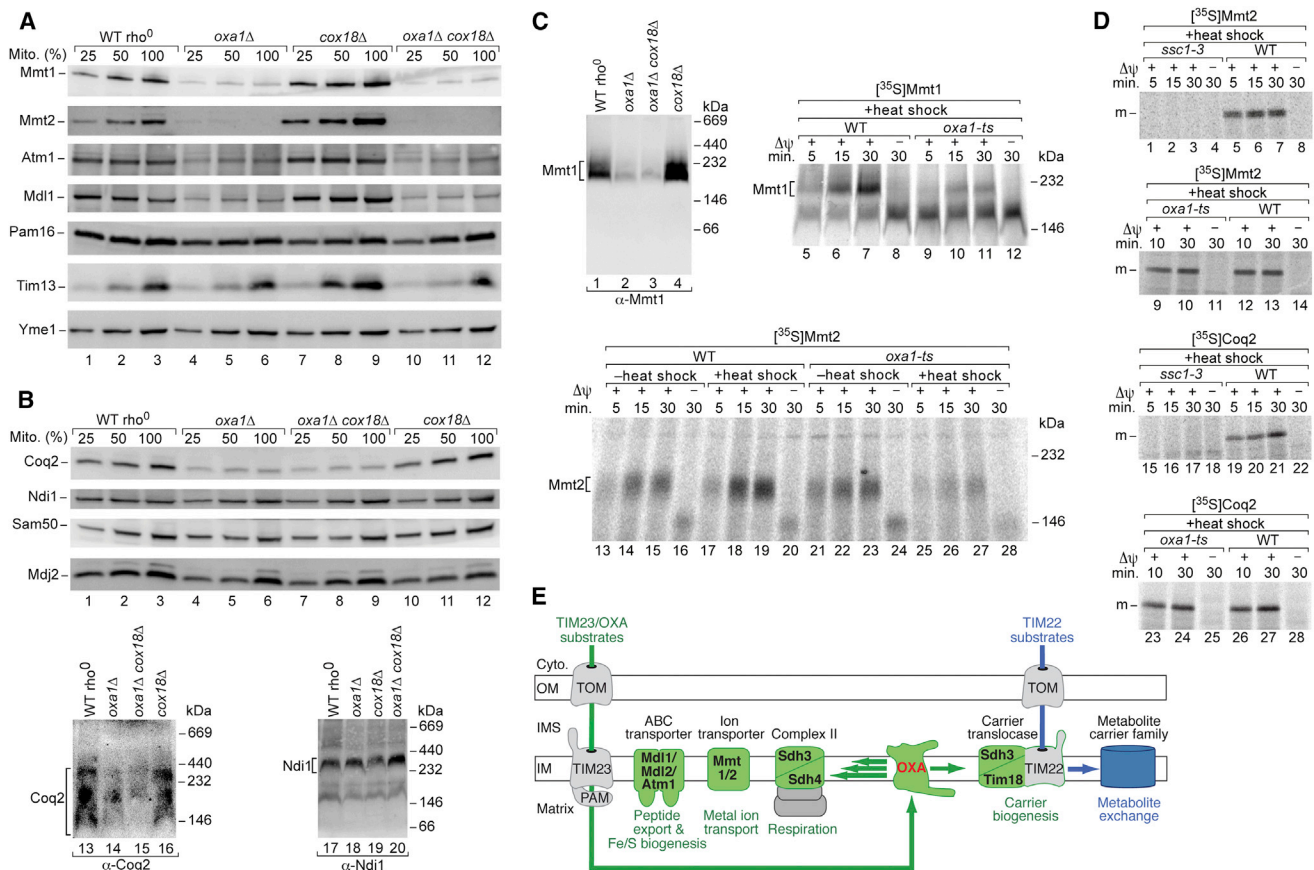 A
WT rho0 oxa1Δ cox18Δ oxa1Δ cox18Δ
Mito. (%) 25 50 100 25 50 100 25 50 100 25 50 100
Mmt1
Mmt2
Atm1
Mdl1
Pam16
Tim13
Yme1
1 2 3 4 5 6 7 8 9 10 11 12
B
WT rho0 oxa1Δ oxa1Δ cox18Δ cox18Δ
Mito. (%) 25 50 100 25 50 100 25 50 100 25 50 100
Coq2
Ndi1
Sam50
Mdj2
1 2 3 4 5 6 7 8 9 10 11 12
WT rho0 oxa1Δ oxa1Δ cox18Δ cox18Δ
kDa
669
440
232
146
Coq2
13 14 15 16
α-Coq2
WT rho0 oxa1Δ cox18Δ oxa1Δ cox18Δ
kDa
669
440
232
146
66
Ndi1
17 18 19 20
α-Ndi1
C
WT rho0 oxa1Δ oxa1Δ cox18Δ cox18Δ
kDa
669
440
232
146
66
Mmt1
1 2 3 4
α-Mmt1
[35S]Mmt1
+heat shock
WT oxa1-ts
Δψ + + + − + + + −
min. 5 15 30 30 5 15 30 30 kDa
Mmt1
232
146
5 6 7 8 9 10 11 12
[35S]Mmt2
WT oxa1-ts
−heat shock +heat shock −heat shock +heat shock
Δψ + + + − + + + − + + + − + + + −
min. 5 15 30 30 5 15 30 30 5 15 30 30 5 15 30 30 kDa
Mmt2
232
146
13 14 15 16 17 18 19 20 21 22 23 24 25 26 27 28
D
[35S]Mmt2
+heat shock
ssc1-3 WT
Δψ + + + − + + + −
min. 5 15 30 30 5 15 30 30
m
1 2 3 4 5 6 7 8
[35S]Mmt2
+heat shock
oxa1-ts WT
Δψ + + − + + −
min. 10 30 30 10 30 30
m
9 10 11 12 13 14
[35S]Coq2
+heat shock
ssc1-3 WT
Δψ + + + − + + + −
min. 5 15 30 30 5 15 30 30
m
15 16 17 18 19 20 21 22
[35S]Coq2
+heat shock
oxa1-ts WT
Δψ + + − + + −
min. 10 30 30 10 30 30
m
23 24 25 26 27 28
E
TIM23/OXA
substrates
TIM22
substrates
Cyto.
OM
TOM
TOM
IMS
ABC
transporter
Ion
transporter
Complex II
Carrier
translocase
Metabolite
carrier family
IM
TIM23
Mdl1/
Mdl2/
Atm1
Mmt
1/2
Sdh3
Sdh4
OXA
Sdh3
Tim18
TIM22
Matrix
PAM
Peptide
export &
Fe/S biogenesis
Metal ion
transport
Respiration
Carrier
biogenesis
Metabolite
exchange